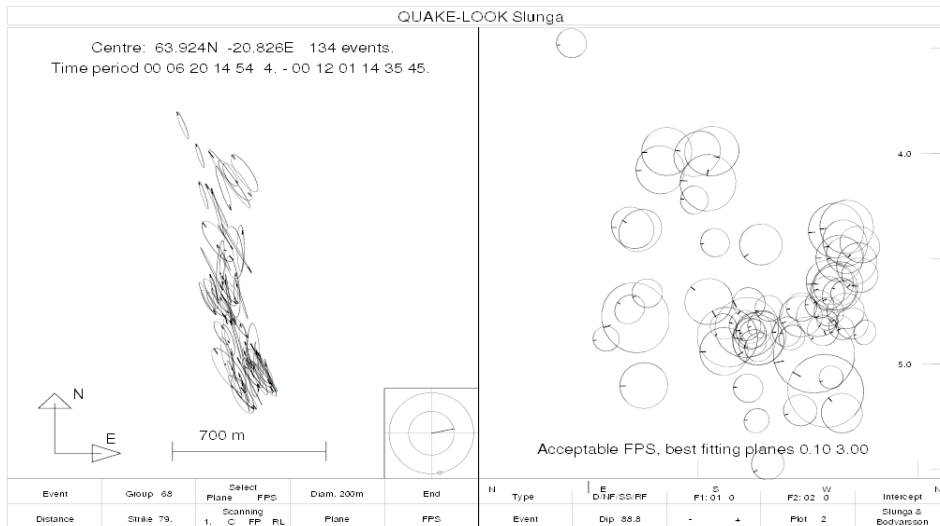 QUAKE-LOOK Slunga
Centre: 63.924N -20.826E 134 events.
Time period 00 06 20 14 54 4. - 00 12 01 14 35 45.
N
E
700 m
4.0
5.0
Acceptable FPS, best fitting planes 0.10 3.00
Event Group 68 Select Plane FPS Diam. 200m End
Distance Strike 79. Scanning 1. C FP RL Plane FPS
N E S W N
Type D/NF/SS/RF F1: 01 0 F2: 02 0 Intercept
Event Dip 88.8 - + Plot 2 Slunga & Bodvarsson